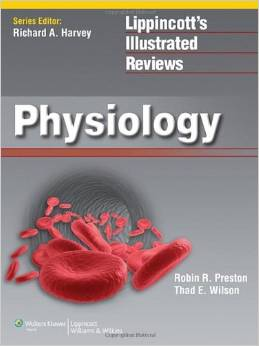 Series Editor:
Richard A. Harvey
Lippincott's
Illustrated
Reviews
Physiology
Robin R. Preston
Thad E. Wilson
Wolters Kluwer
Lippincott
Williams & Wilkins